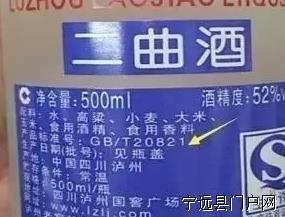 LUZHOU LAOJIAO ERQU
二曲酒
净含量:500ml 酒精度:52%v
配料:水、高粱、小麦、大米、
食用酒精、食用香料
标准号:GB/T20821
生产日期(批号):见瓶盖
产地:中国四川泸州
贮存条件:常温
500ml/瓶
四川泸州国窖广场
www.lzlj.com
宁远县门户网